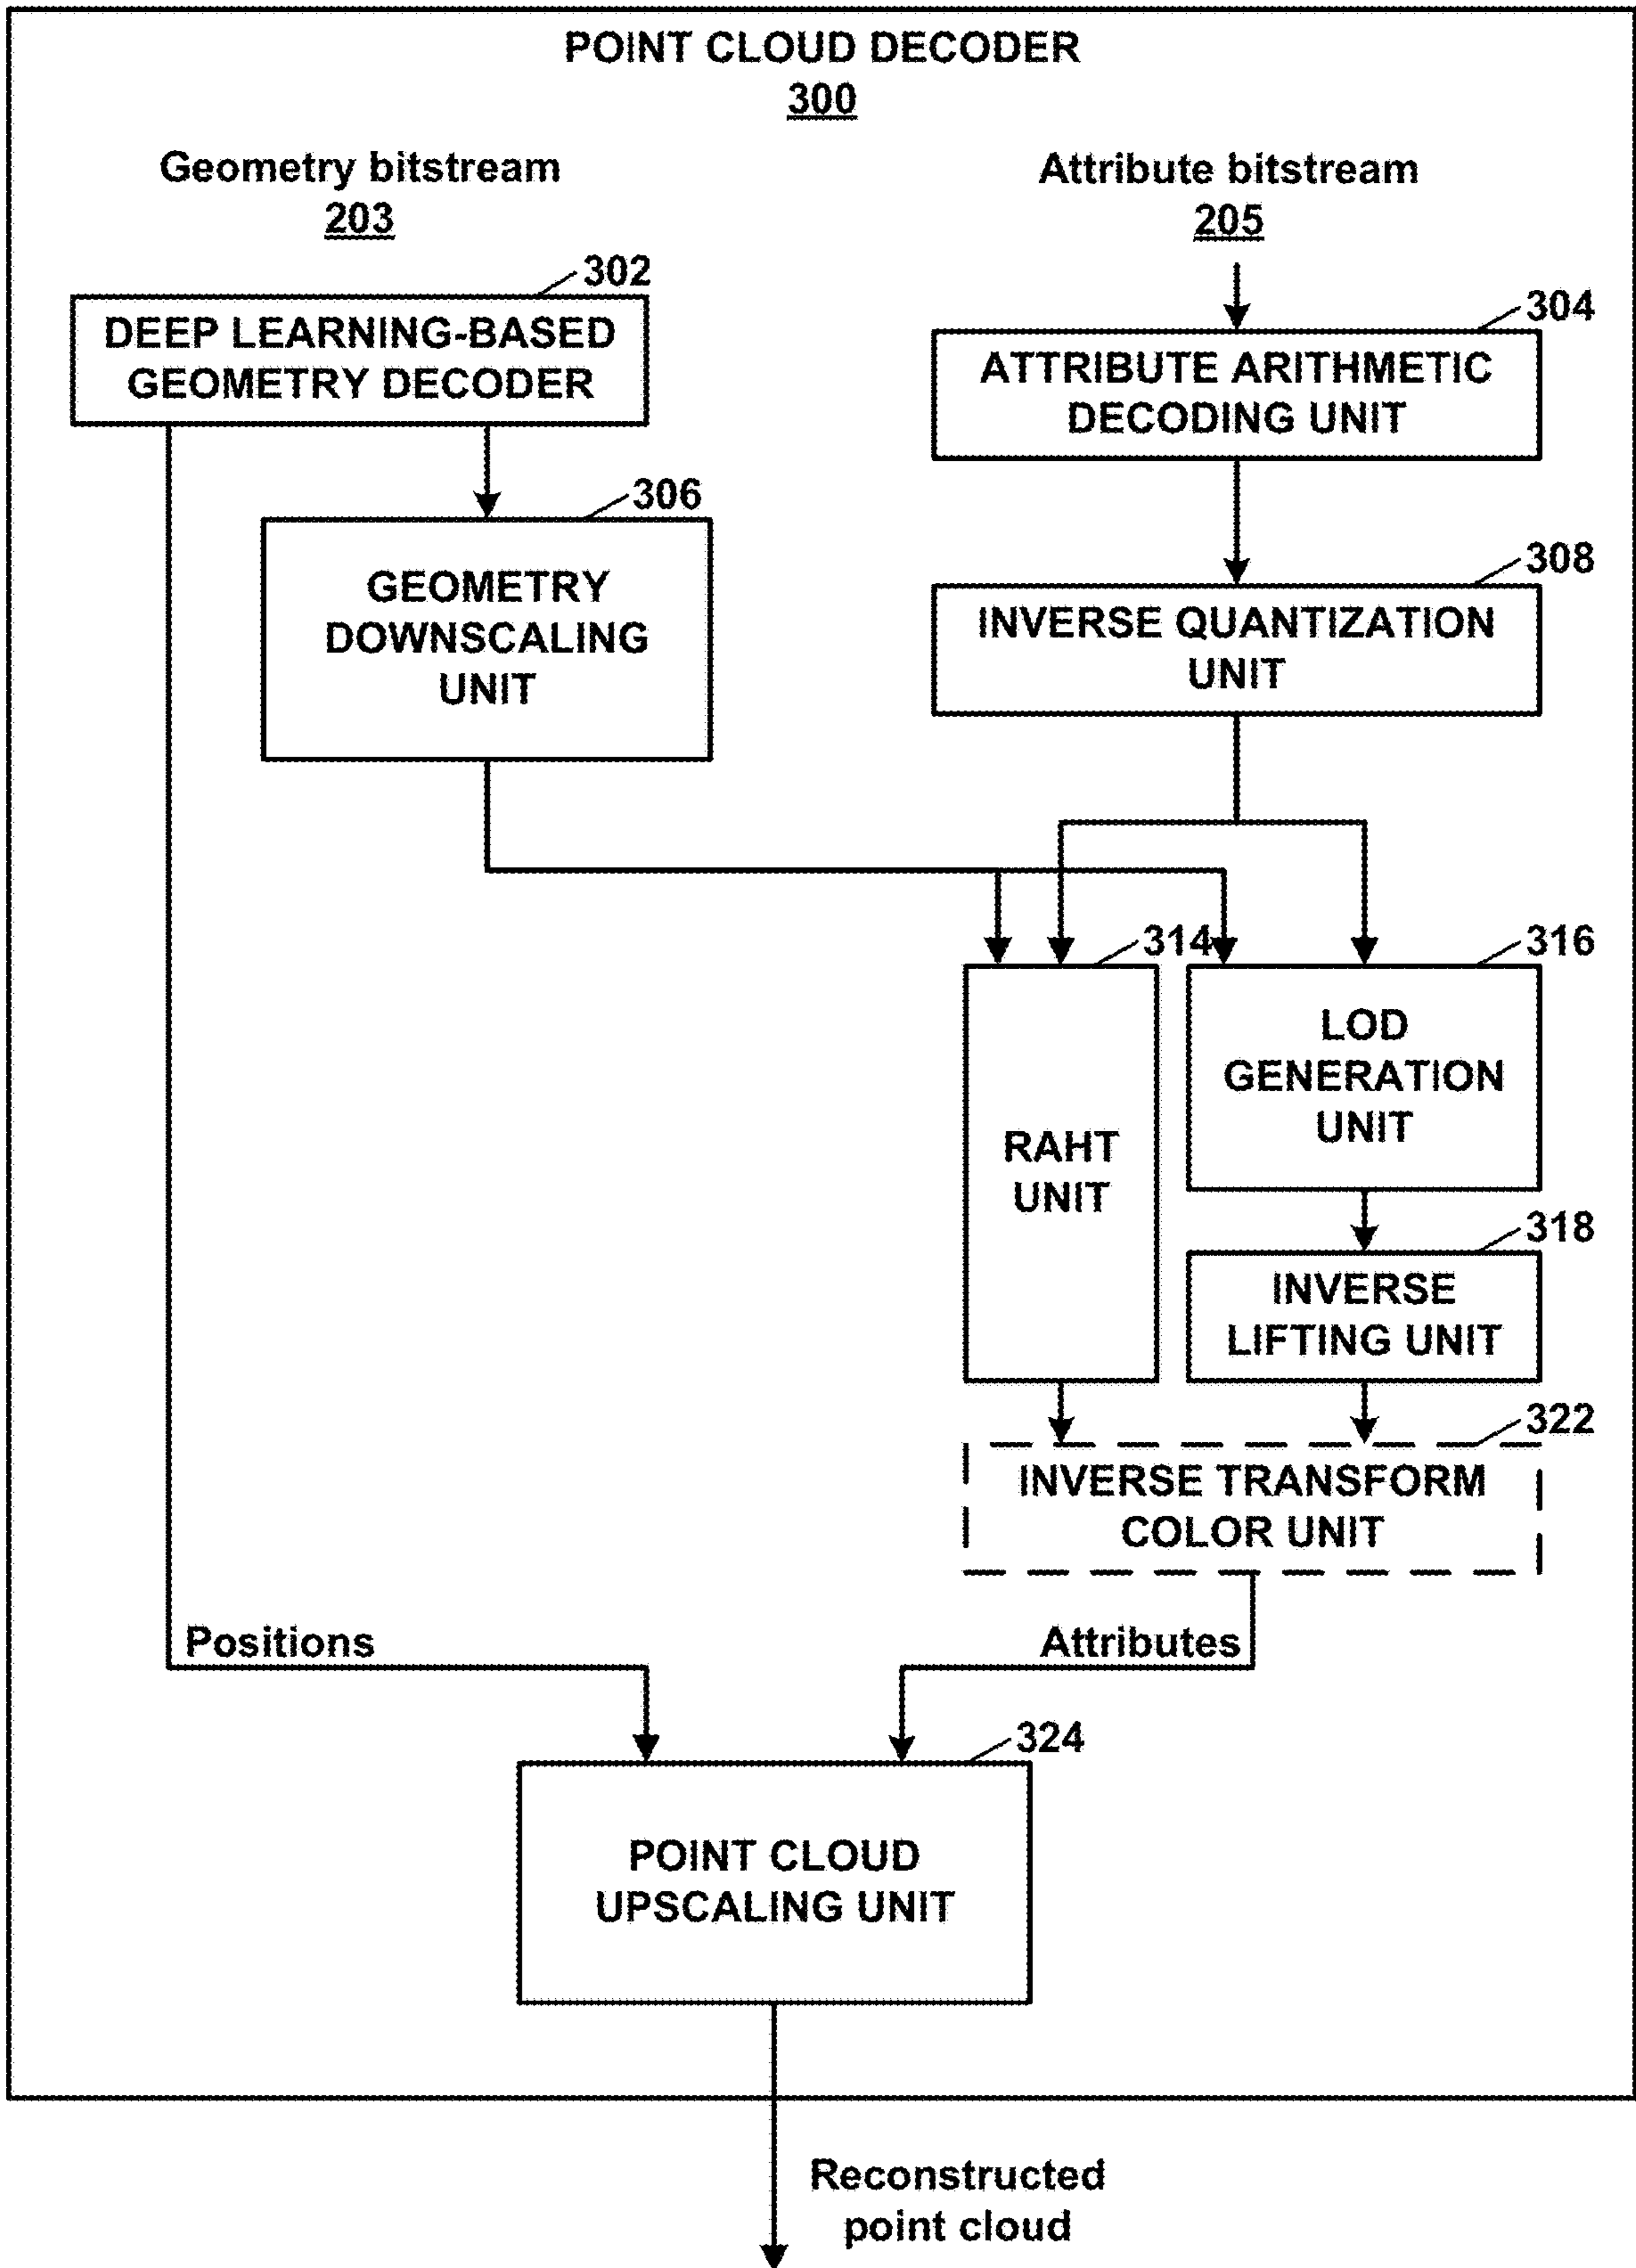 POINT CLOUD DECODER
300
Geometry bitstream
203
Attribute bitstream
205
302
DEEP LEARNING-BASED
GEOMETRY DECODER
304
ATTRIBUTE ARITHMETIC
DECODING UNIT
306
GEOMETRY
DOWNSCALING
UNIT
308
INVERSE QUANTIZATION
UNIT
314
RAHT
UNIT
316
LOD
GENERATION
UNIT
318
INVERSE
LIFTING UNIT
322
INVERSE TRANSFORM
COLOR UNIT
Positions
Attributes
324
POINT CLOUD
UPSCALING UNIT
Reconstructed
point cloud